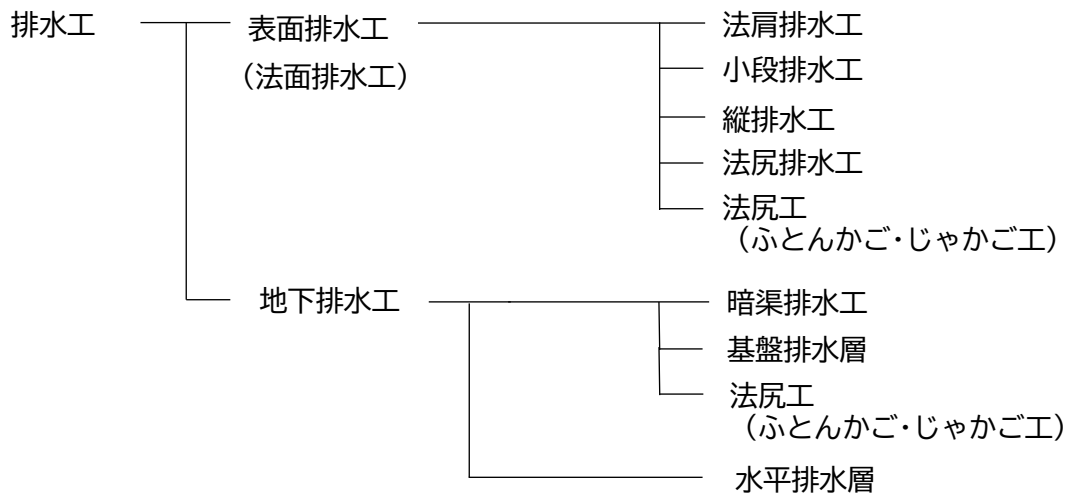 排水工
表面排水工
（法面排水工）
法肩排水工
小段排水工
縦排水工
法尻排水工
法尻工
（ふとんかご･じゃかご工）
地下排水工
暗渠排水工
基盤排水層
法尻工
（ふとんかご･じゃかご工）
水平排水層